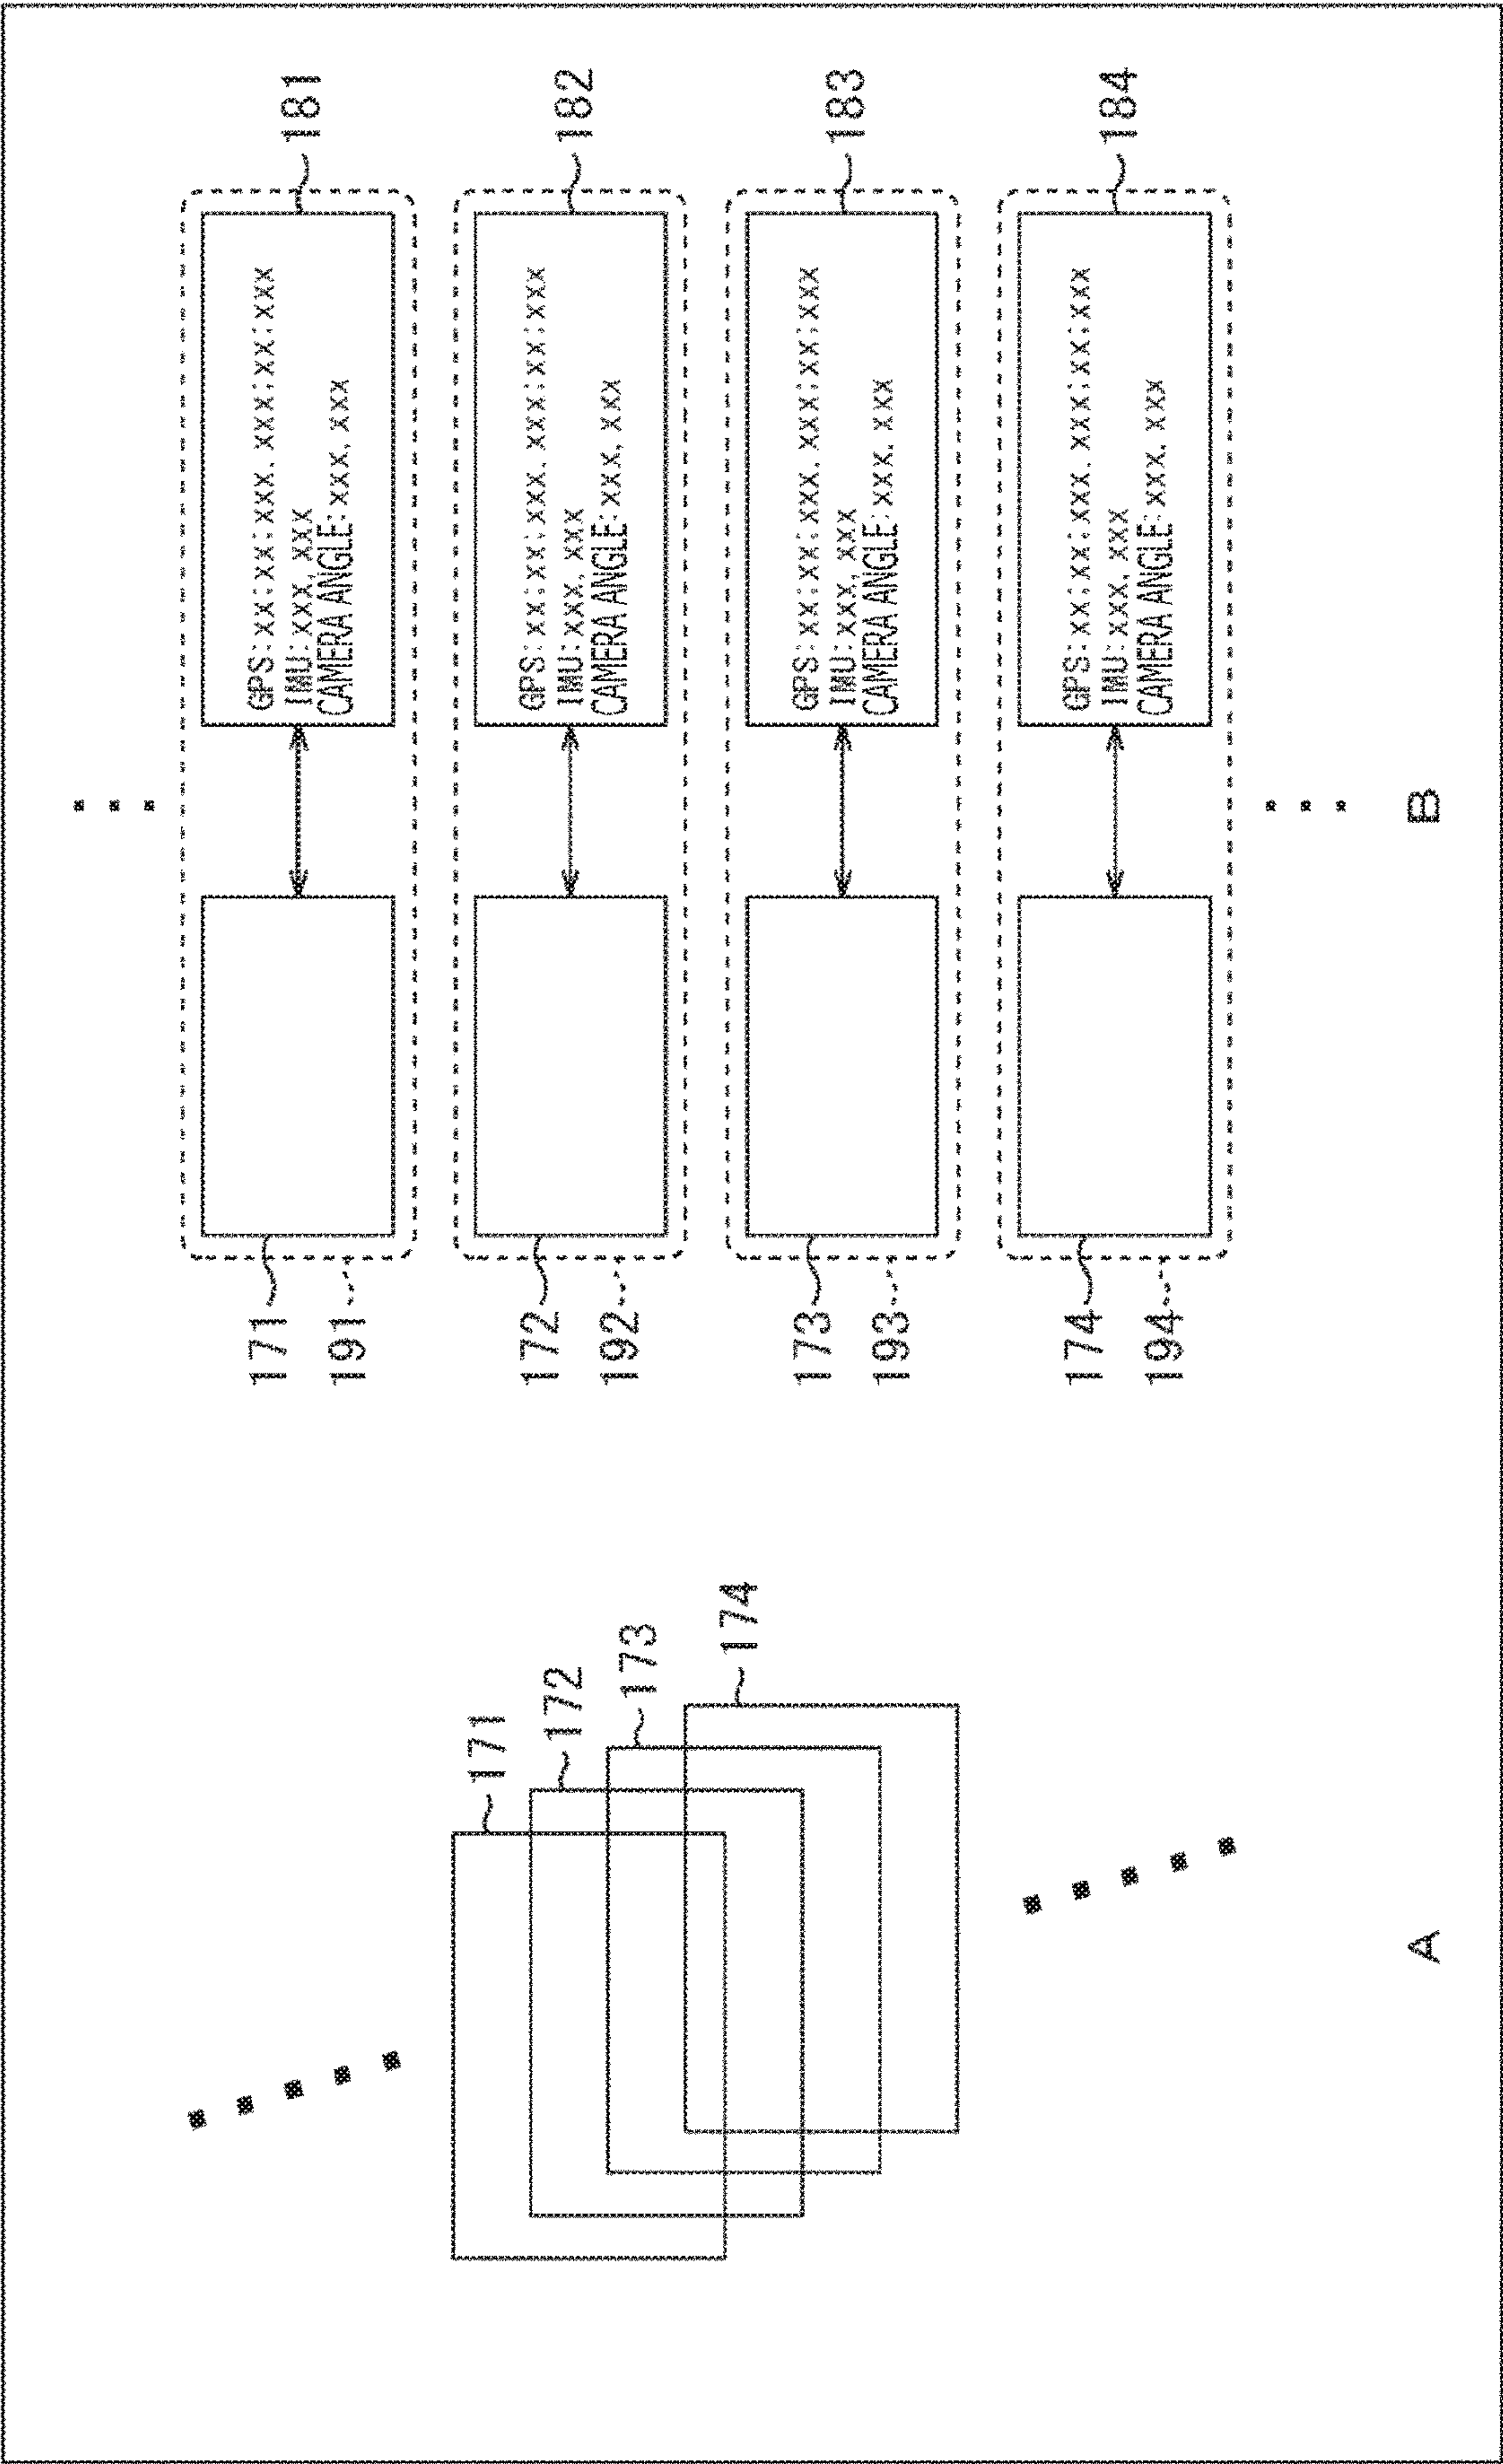 171
172
173
174
A
171
191
GPS:xx:xx:xxx.xxx:xx:xxx
IMU:xxx,xxx
CAMERA ANGLE:xxx.xxx
181
172
192
GPS:xx:xx:xxx.xxx:xx:xxx
IMU:xxx,xxx
CAMERA ANGLE:xxx.xxx
182
173
193
GPS:xx:xx:xxx.xxx:xx:xxx
IMU:xxx,xxx
CAMERA ANGLE:xxx.xxx
183
174
194
GPS:xx:xx:xxx.xxx:xx:xxx
IMU:xxx,xxx
CAMERA ANGLE:xxx.xxx
184
B